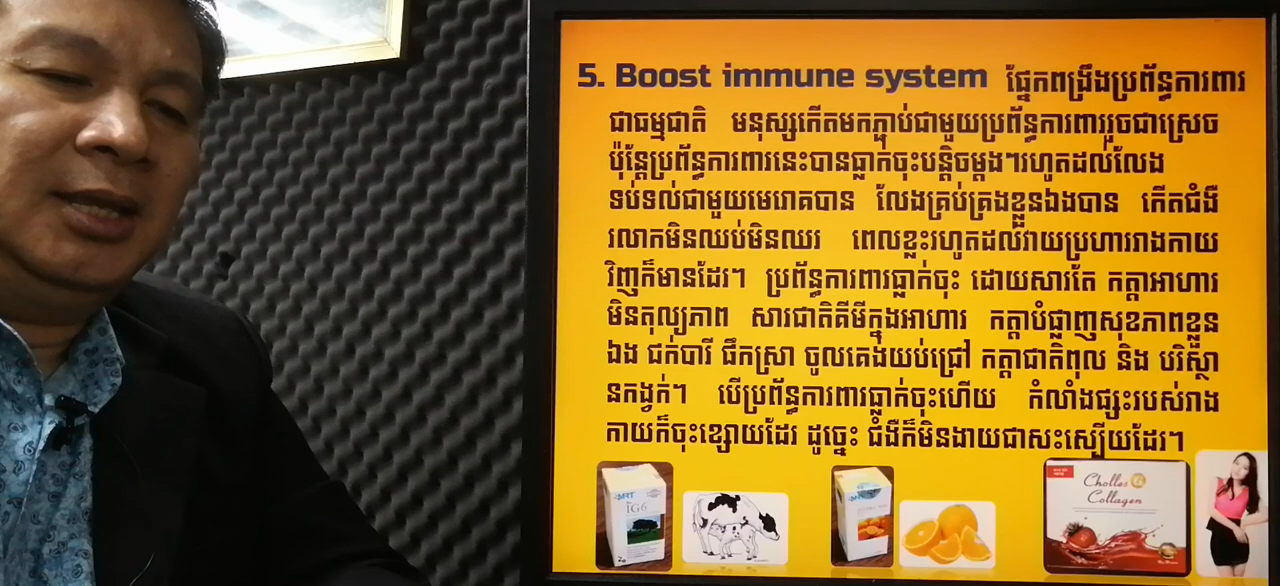 5. Boost immune system ផ្នែកពង្រឹងប្រព័ន្ធការពារ
ជាធម្មជាតិ មនុស្សកើតមកភ្ជាប់ជាមួយប្រព័ន្ធការពាររួចជាស្រេច
ប៉ុន្តែប្រព័ន្ធការពារនេះបានធ្លាក់ចុះបន្តិចម្តងៗរហូតដល់លែង
ទប់ទល់ជាមួយមេរោគបាន លែងគ្រប់គ្រងខ្លួនឯងបាន កើតជំងឺ
រលាកមិនឈប់មិនឈរ ពេលខ្លះរហូតដល់វាយប្រហាររាងកាយ
វិញក៏មានដែរ។ ប្រព័ន្ធការពារធ្លាក់ចុះ ដោយសារតែ កត្តាអាហារ
មិនតុល្យភាព សារជាតិគីមីក្នុងអាហារ កត្តាបំផ្លាញសុខភាពខ្លួន
ឯង ជក់បារី ផឹកស្រា ចូលគេងយប់ជ្រៅ កត្តាជាតិពុល និង បរិស្ថា
នកង្វក់។ បើប្រព័ន្ធការពារធ្លាក់ចុះហើយ កំលាំងផ្សះរបស់រាង
កាយក៏ចុះខ្សោយដែរ ដូច្នេះ ជំងឺក៏មិនងាយជាសះស្បើយដែរ។
IG6
Cholles
Collagen